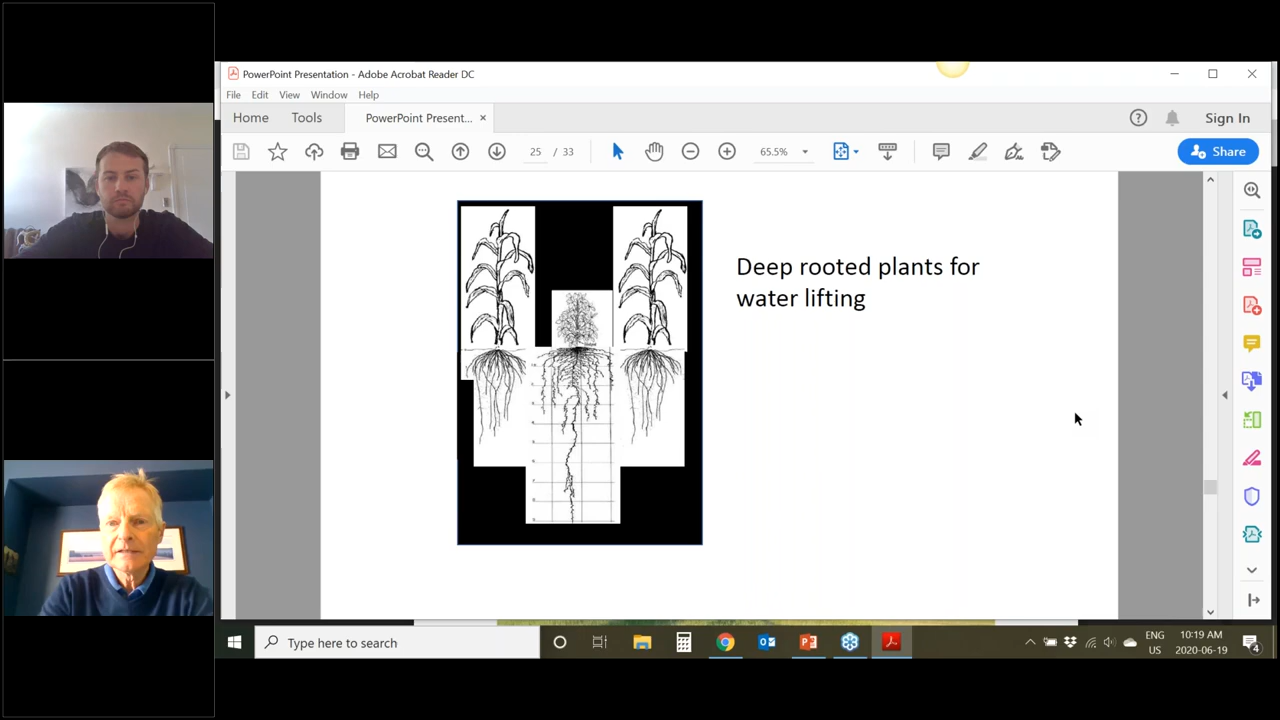 PowerPoint Presentation - Adobe Acrobat Reader DC
File Edit View Window Help
Home Tools PowerPoint Present... Sign In
25 / 33 65.5% Share
Deep rooted plants for
water lifting
Type here to search
ENG 10:19 AM
US 2020-06-19 4